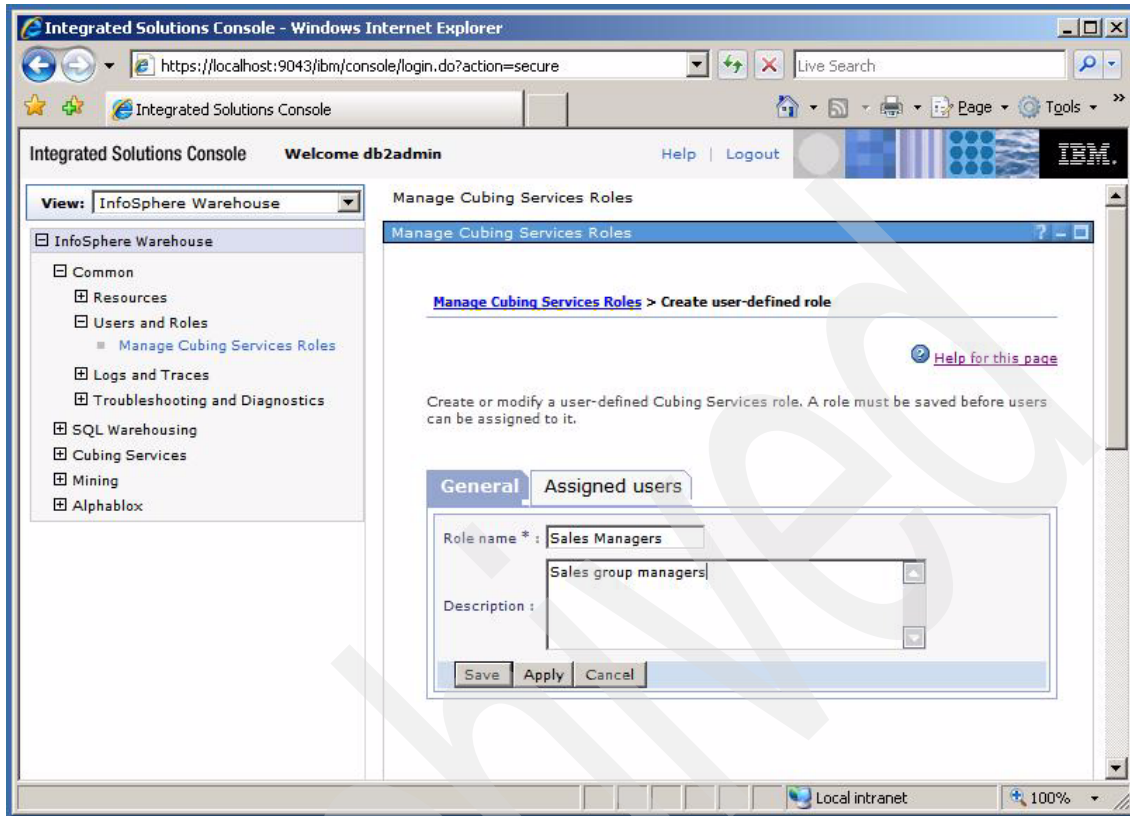 Integrated Solutions Console - Windows Internet Explorer
https://localhost:9043/ibm/console/login.do?action=secure
Live Search
Integrated Solutions Console
Page
Tools
»
Integrated Solutions Console Welcome db2admin
Help | Logout
IBM.
View: InfoSphere Warehouse
InfoSphere Warehouse
Common
Resources
Users and Roles
Manage Cubing Services Roles
Logs and Traces
Troubleshooting and Diagnostics
SQL Warehousing
Cubing Services
Mining
Alphablox
Manage Cubing Services Roles
Manage Cubing Services Roles
Manage Cubing Services Roles > Create user-defined role
Help for this page
Create or modify a user-defined Cubing Services role. A role must be saved before users
can be assigned to it.
General Assigned users
Role name * : Sales Managers
Sales group managers
Description :
Save Apply Cancel
Local intranet
100%
hived